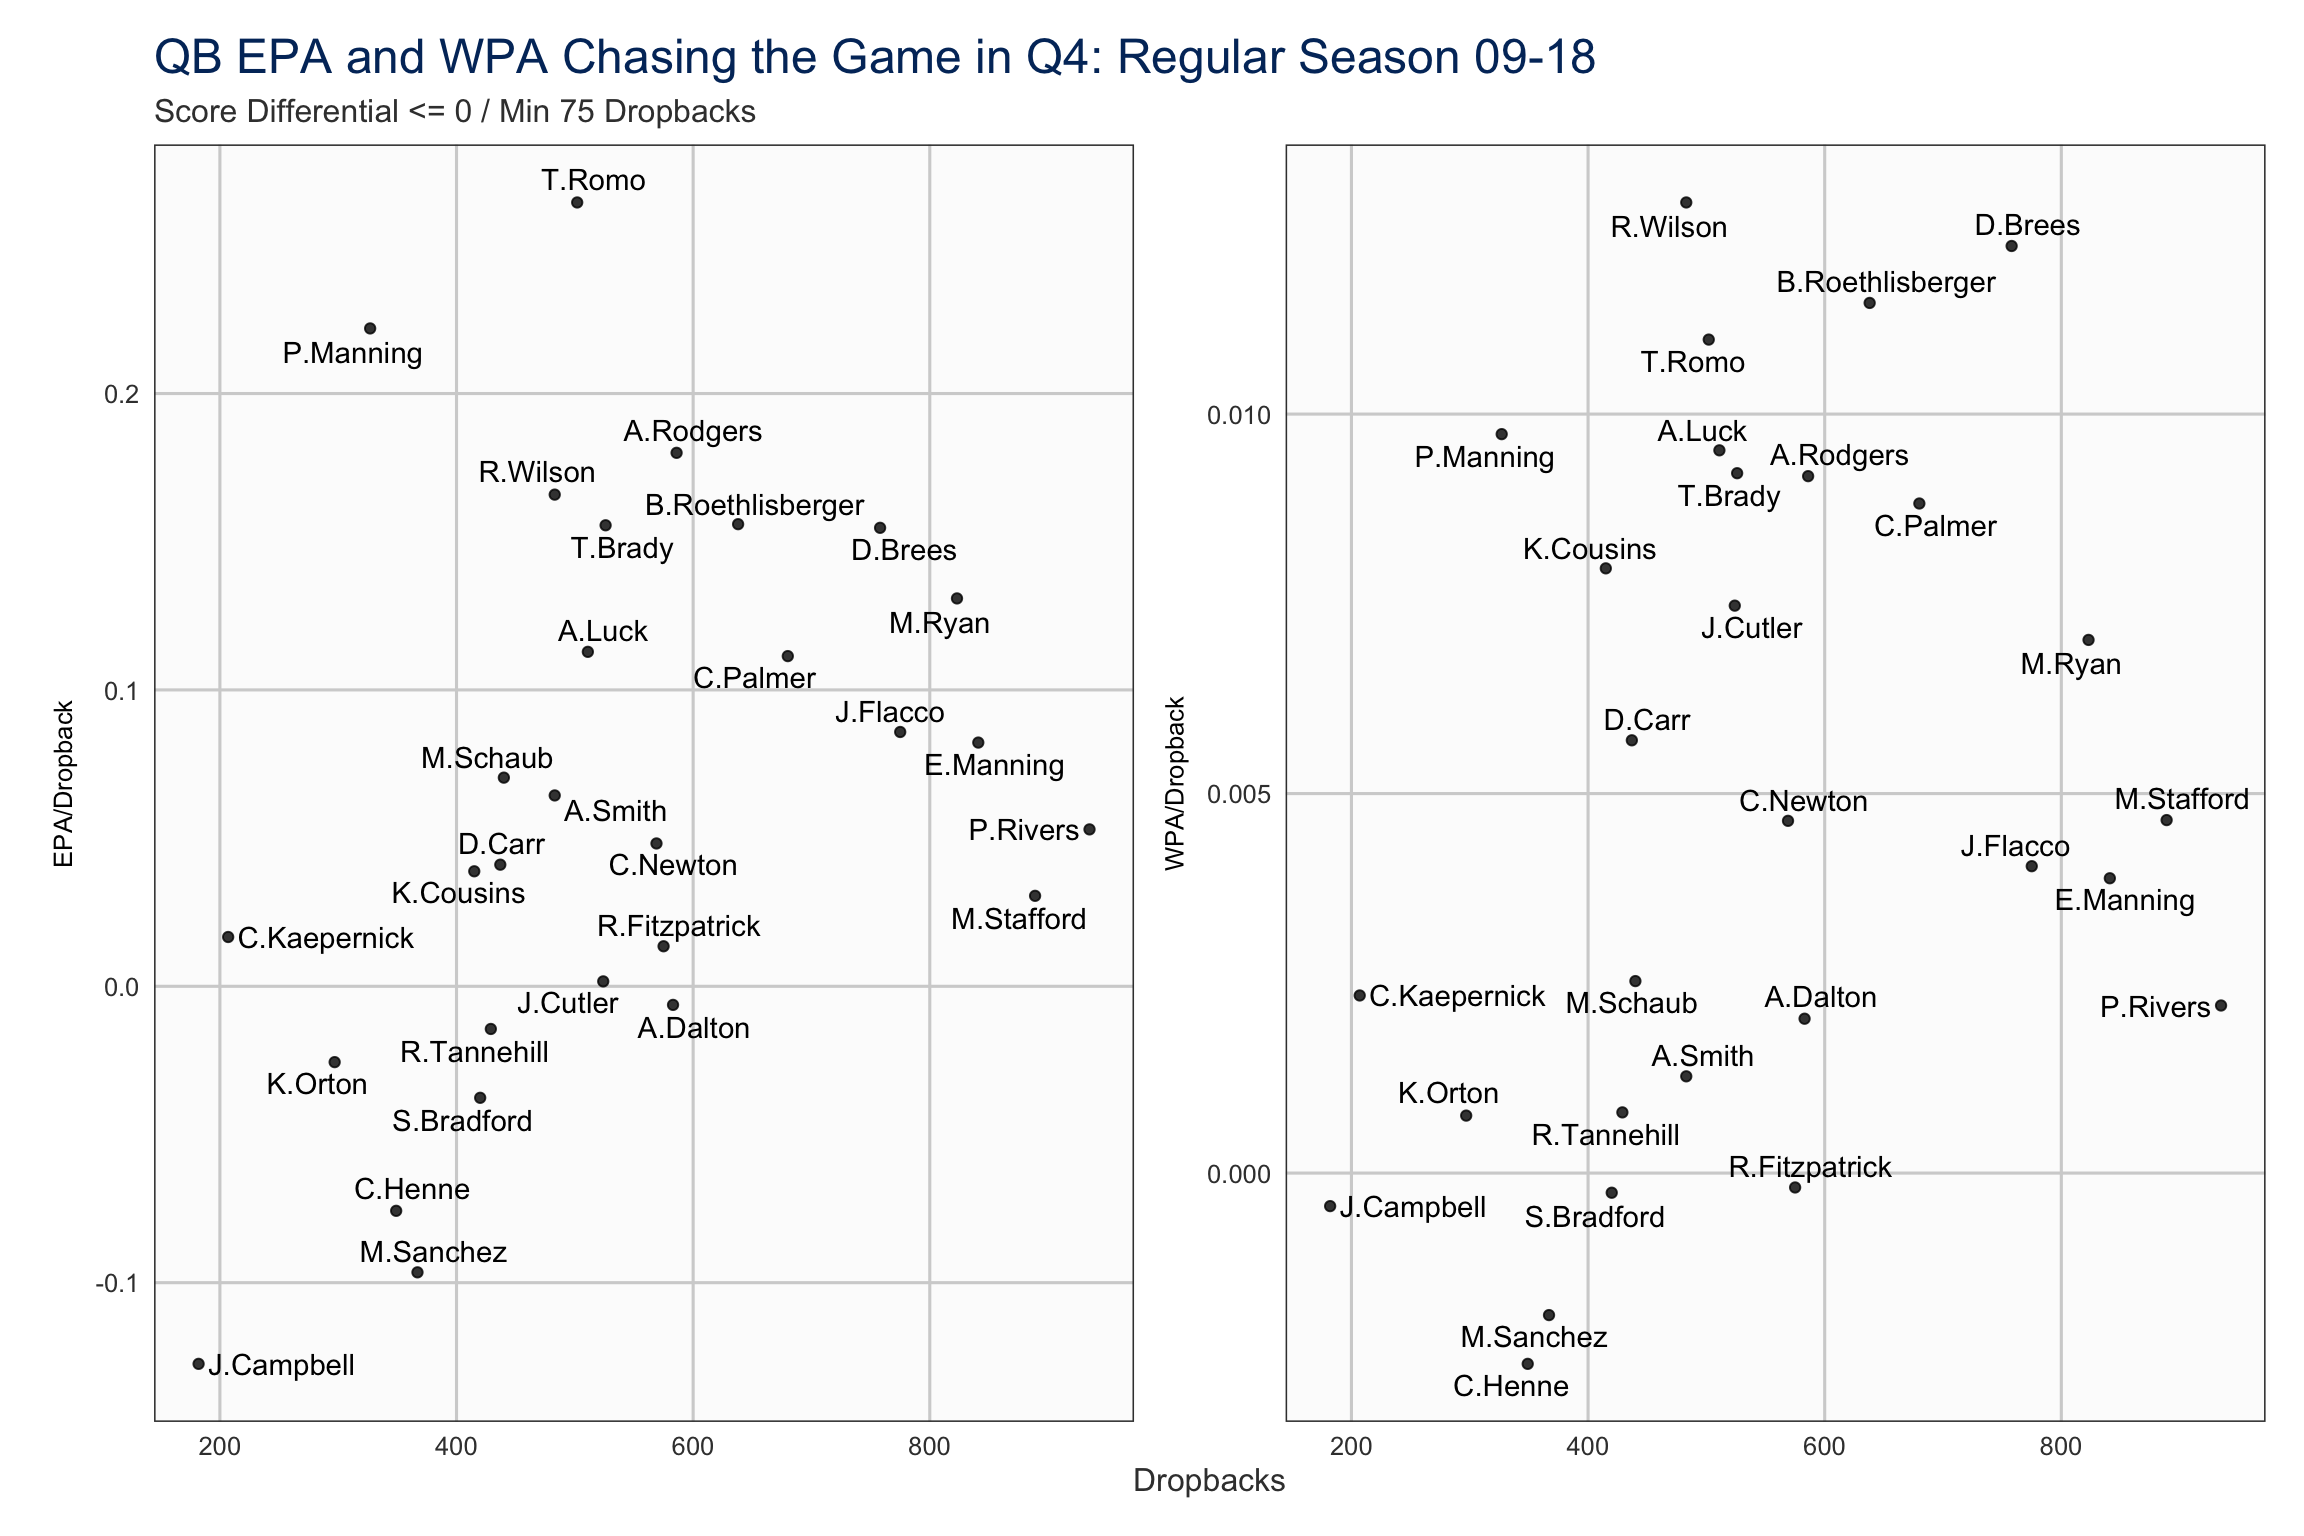 QB EPA and WPA Chasing the Game in Q4: Regular Season 09-18
Score Differential <= 0 / Min 75 Dropbacks
T.Romo
P.Manning
0.2
A.Rodgers
R.Wilson
B.Roethlisberger
T.Brady
D.Brees
M.Ryan
A.Luck
C.Palmer
0.1
J.Flacco
E.Manning
M.Schaub
A.Smith
P.Rivers
D.Carr
C.Newton
K.Cousins
M.Stafford
R.Fitzpatrick
C.Kaepernick
0.0
J.Cutler
A.Dalton
R.Tannehill
K.Orton
S.Bradford
C.Henne
M.Sanchez
-0.1
J.Campbell
EPA/Dropback
200
400
600
800
R.Wilson
D.Brees
B.Roethlisberger
T.Romo
0.010
A.Luck
P.Manning
A.Rodgers
T.Brady
C.Palmer
K.Cousins
J.Cutler
M.Ryan
D.Carr
0.005
C.Newton
M.Stafford
J.Flacco
E.Manning
C.Kaepernick
M.Schaub
A.Dalton
P.Rivers
A.Smith
K.Orton
R.Tannehill
R.Fitzpatrick
0.000
J.Campbell
S.Bradford
M.Sanchez
C.Henne
WPA/Dropback
200
400
600
800
Dropbacks